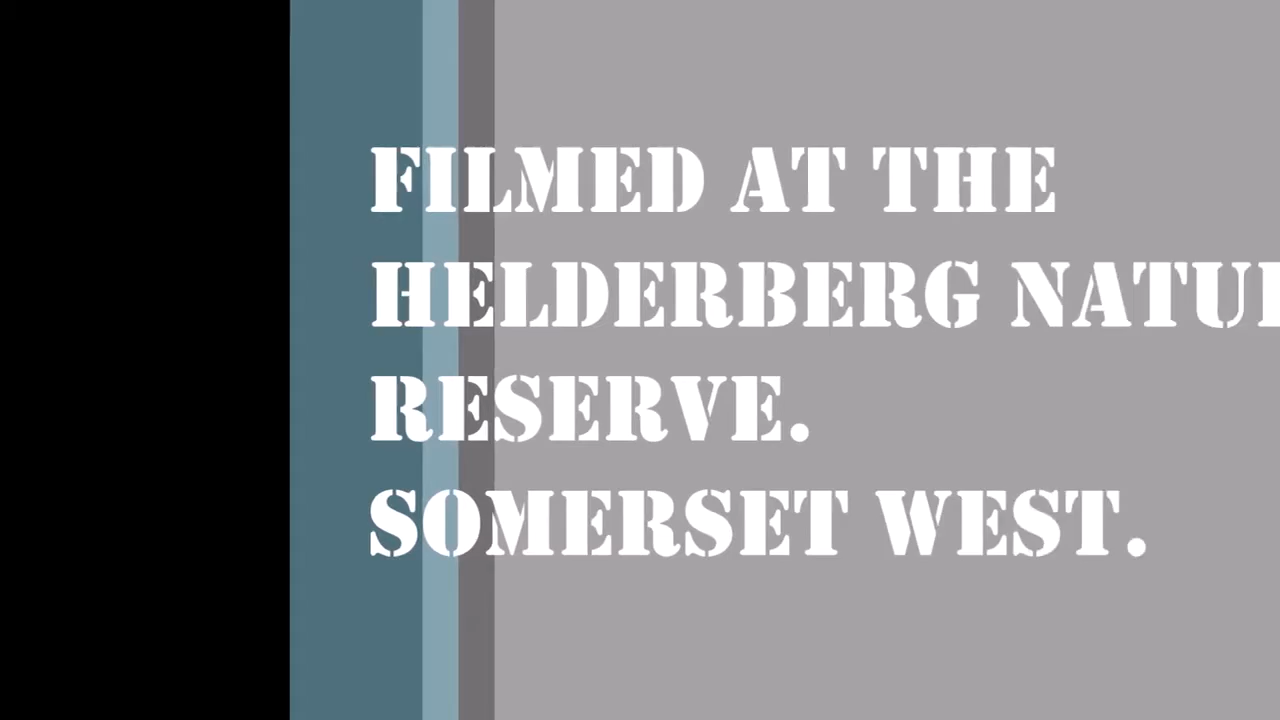 FILMED AT THE
HELDERBERG NATU
RESERVE.
SOMERSET WEST.